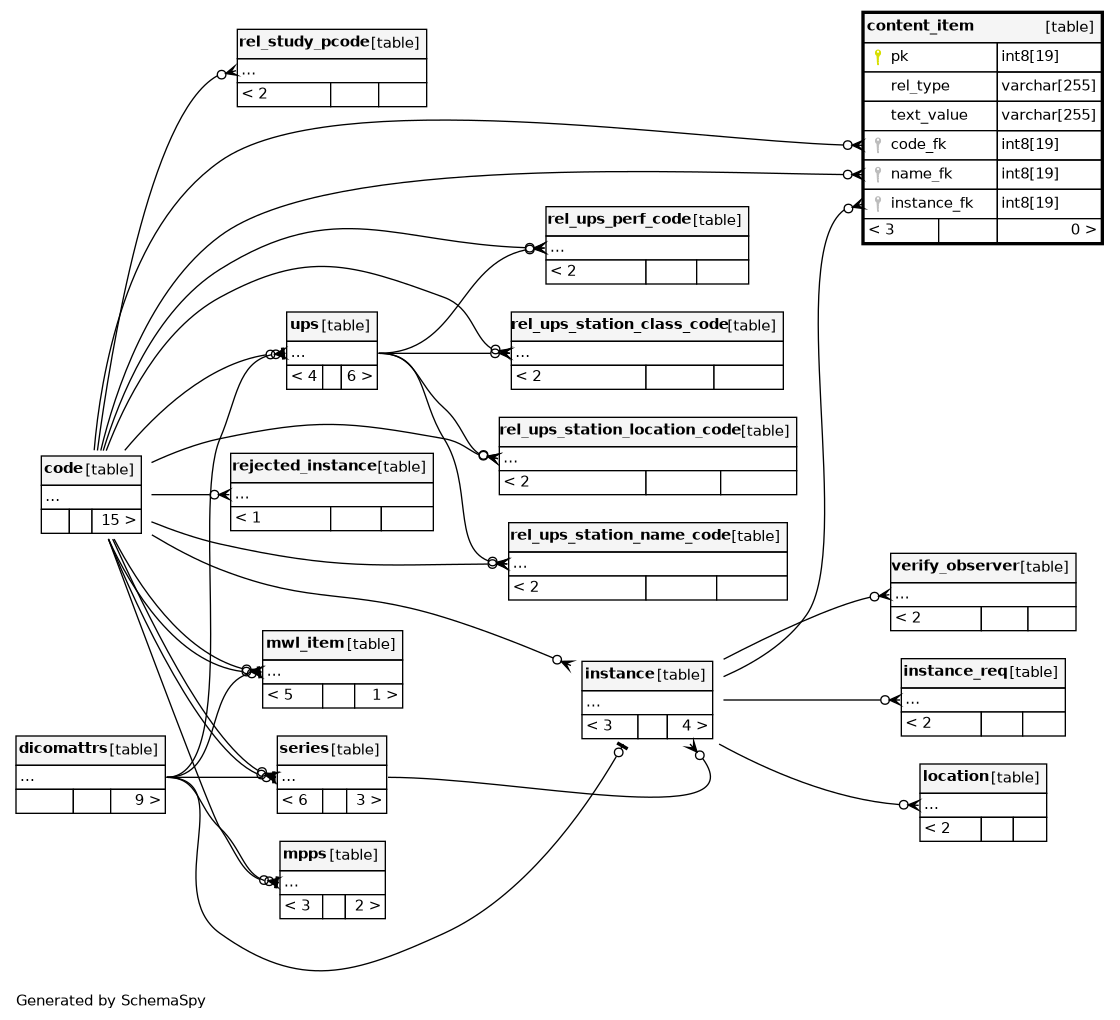 rel_study_pcode [table]
...
< 2
content_item [table]
pk int8[19]
rel_type varchar[255]
text_value varchar[255]
code_fk int8[19]
name_fk int8[19]
instance_fk int8[19]
< 3 0 >
rel_ups_perf_code [table]
...
< 2
ups [table]
...
< 4 6 >
rel_ups_station_class_code [table]
...
< 2
rel_ups_station_location_code [table]
...
< 2
code [table]
...
15 >
rejected_instance [table]
...
< 1
rel_ups_station_name_code [table]
...
< 2
verify_observer [table]
...
< 2
mwl_item [table]
...
< 5 1 >
instance [table]
...
< 3 4 >
instance_req [table]
...
< 2
dicomattrs [table]
...
9 >
series [table]
...
< 6 3 >
location [table]
...
< 2
mpps [table]
...
< 3 2 >
Generated by SchemaSpy